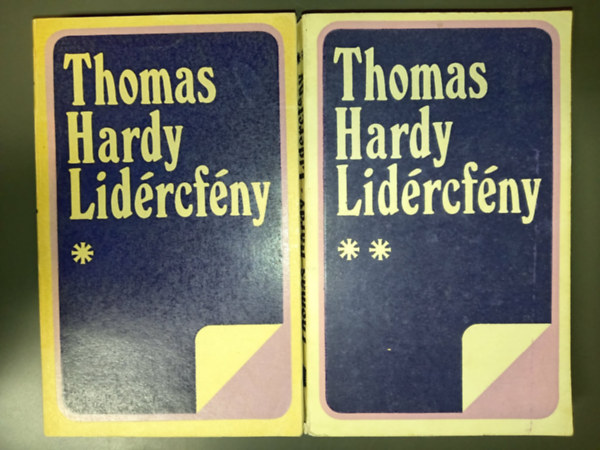 Thomas
Hardy
Lidércfény
*
Thomas
Hardy
Lidércfény
**